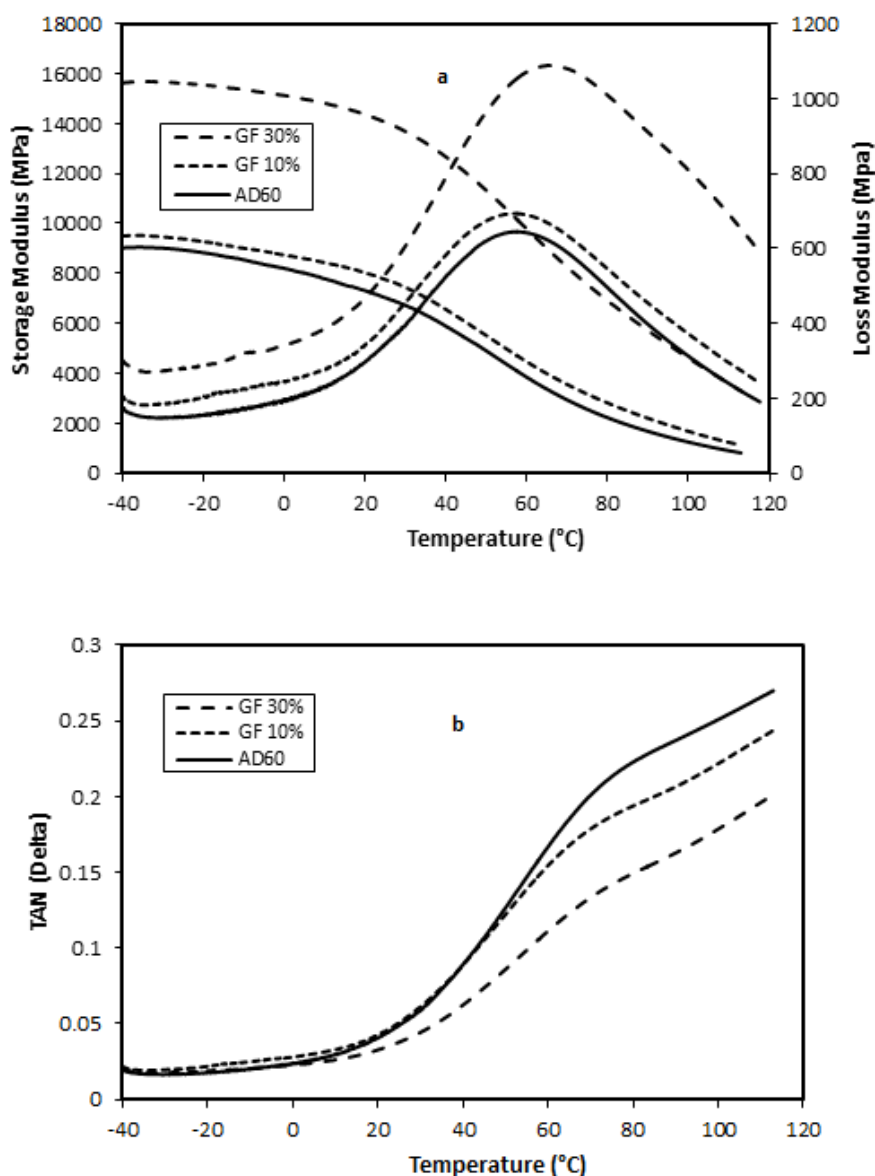 18000
16000
14000
12000
10000
8000
6000
4000
2000
0
Storage Modulus (MPa)
a
GF 30%
GF 10%
AD60
1200
1000
800
600
400
200
0
Loss Modulus (Mpa)
-40 -20 0 20 40 60 80 100 120
Temperature (°C)
0.3
0.25
0.2
0.15
0.1
0.05
0
TAN (Delta)
b
GF 30%
GF 10%
AD60
-40 -20 0 20 40 60 80 100 120
Temperature (°C)